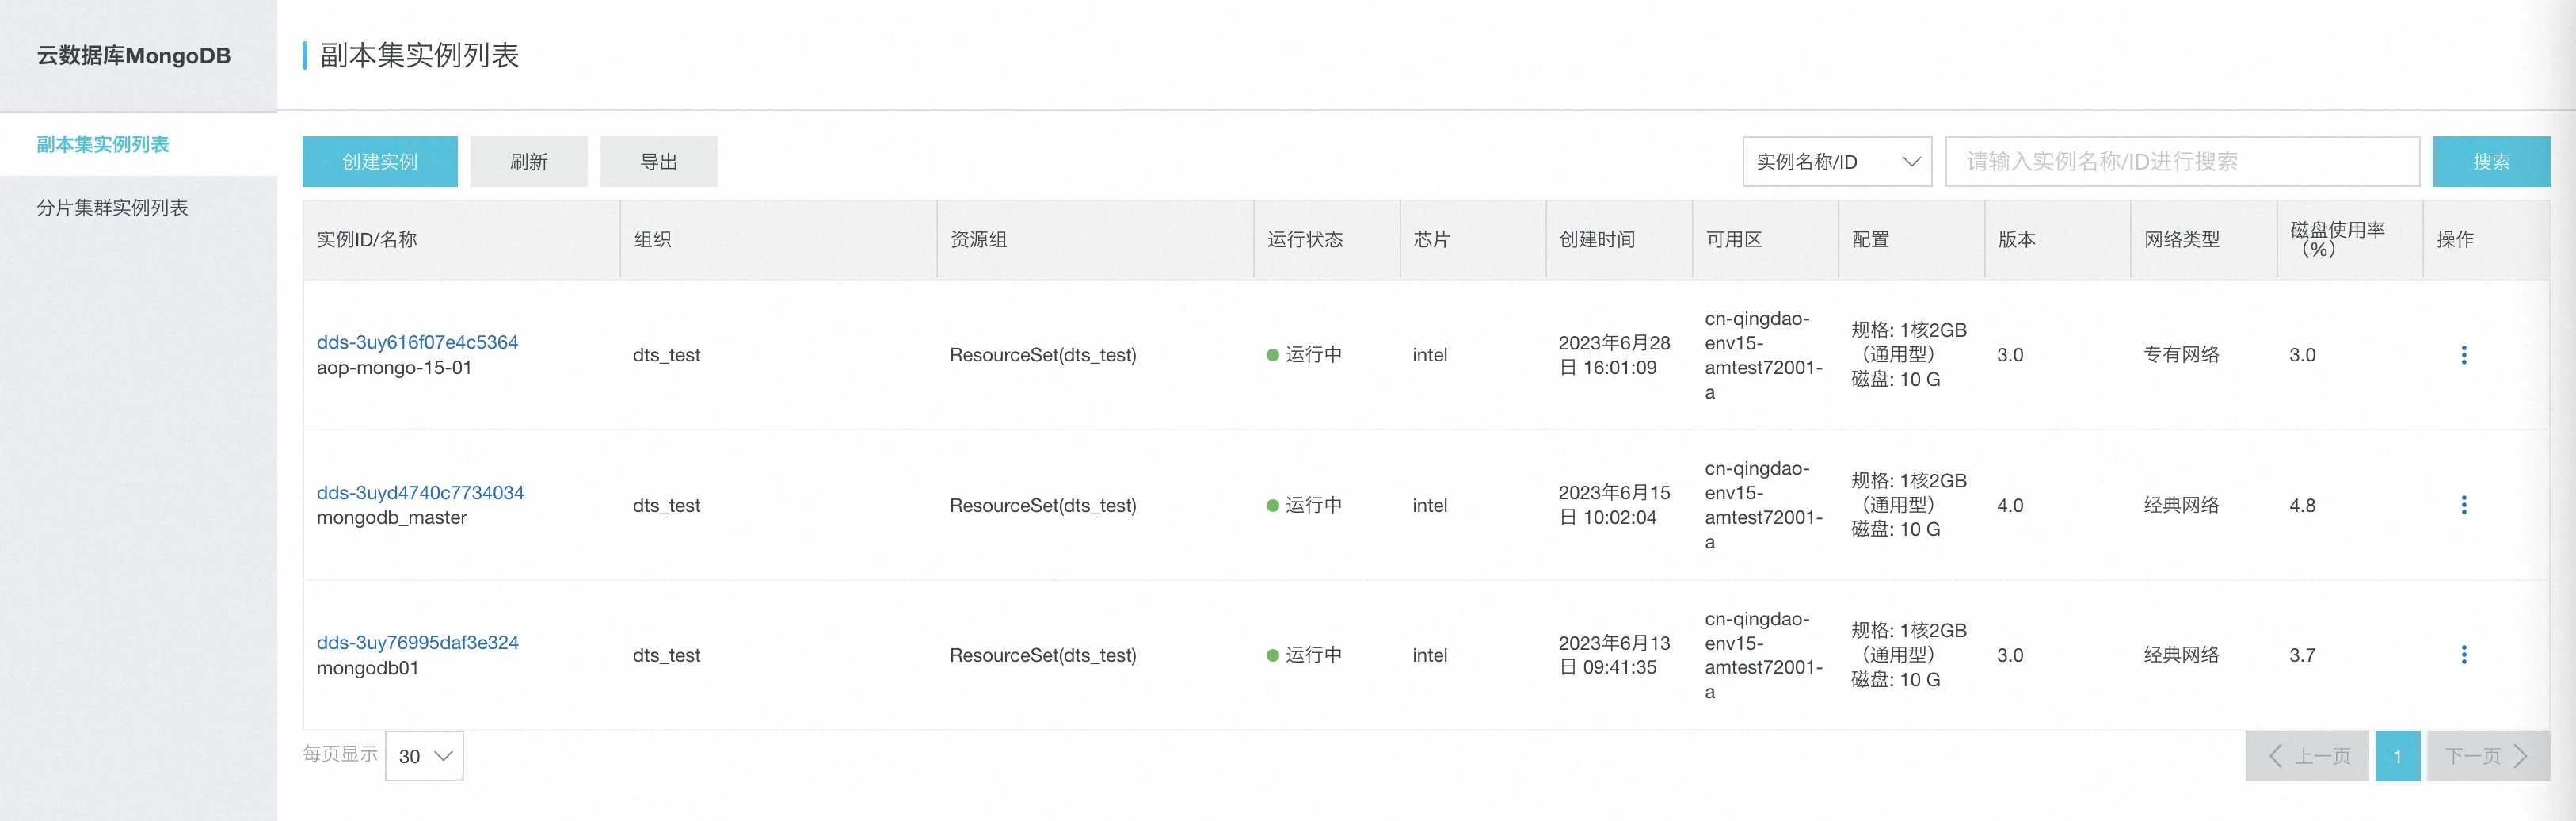 云数据库MongoDB
副本集实例列表
分片集群实例列表
副本集实例列表
创建实例 刷新 导出 实例名称/ID 请输入实例名称/ID进行搜索 搜索
实例ID/名称 组织 资源组 运行状态 芯片 创建时间 可用区 配置 版本 网络类型 磁盘使用率
（%） 操作
dds-3uy616f07e4c5364
aop-mongo-15-01
dts_test
ResourceSet(dts_test)
运行中
intel
2023年6月28
日 16:01:09
cn-qingdao-
env15-
amtest72001-
a
规格: 1核2GB
（通用型）
磁盘: 10 G
3.0
专有网络
3.0
dds-3uyd4740c7734034
mongodb_master
dts_test
ResourceSet(dts_test)
运行中
intel
2023年6月15
日 10:02:04
cn-qingdao-
env15-
amtest72001-
a
规格: 1核2GB
（通用型）
磁盘: 10 G
4.0
经典网络
4.8
dds-3uy76995daf3e324
mongodb01
dts_test
ResourceSet(dts_test)
运行中
intel
2023年6月13
日 09:41:35
cn-qingdao-
env15-
amtest72001-
a
规格: 1核2GB
（通用型）
磁盘: 10 G
3.0
经典网络
3.7
每页显示 30 上一页 1 下一页